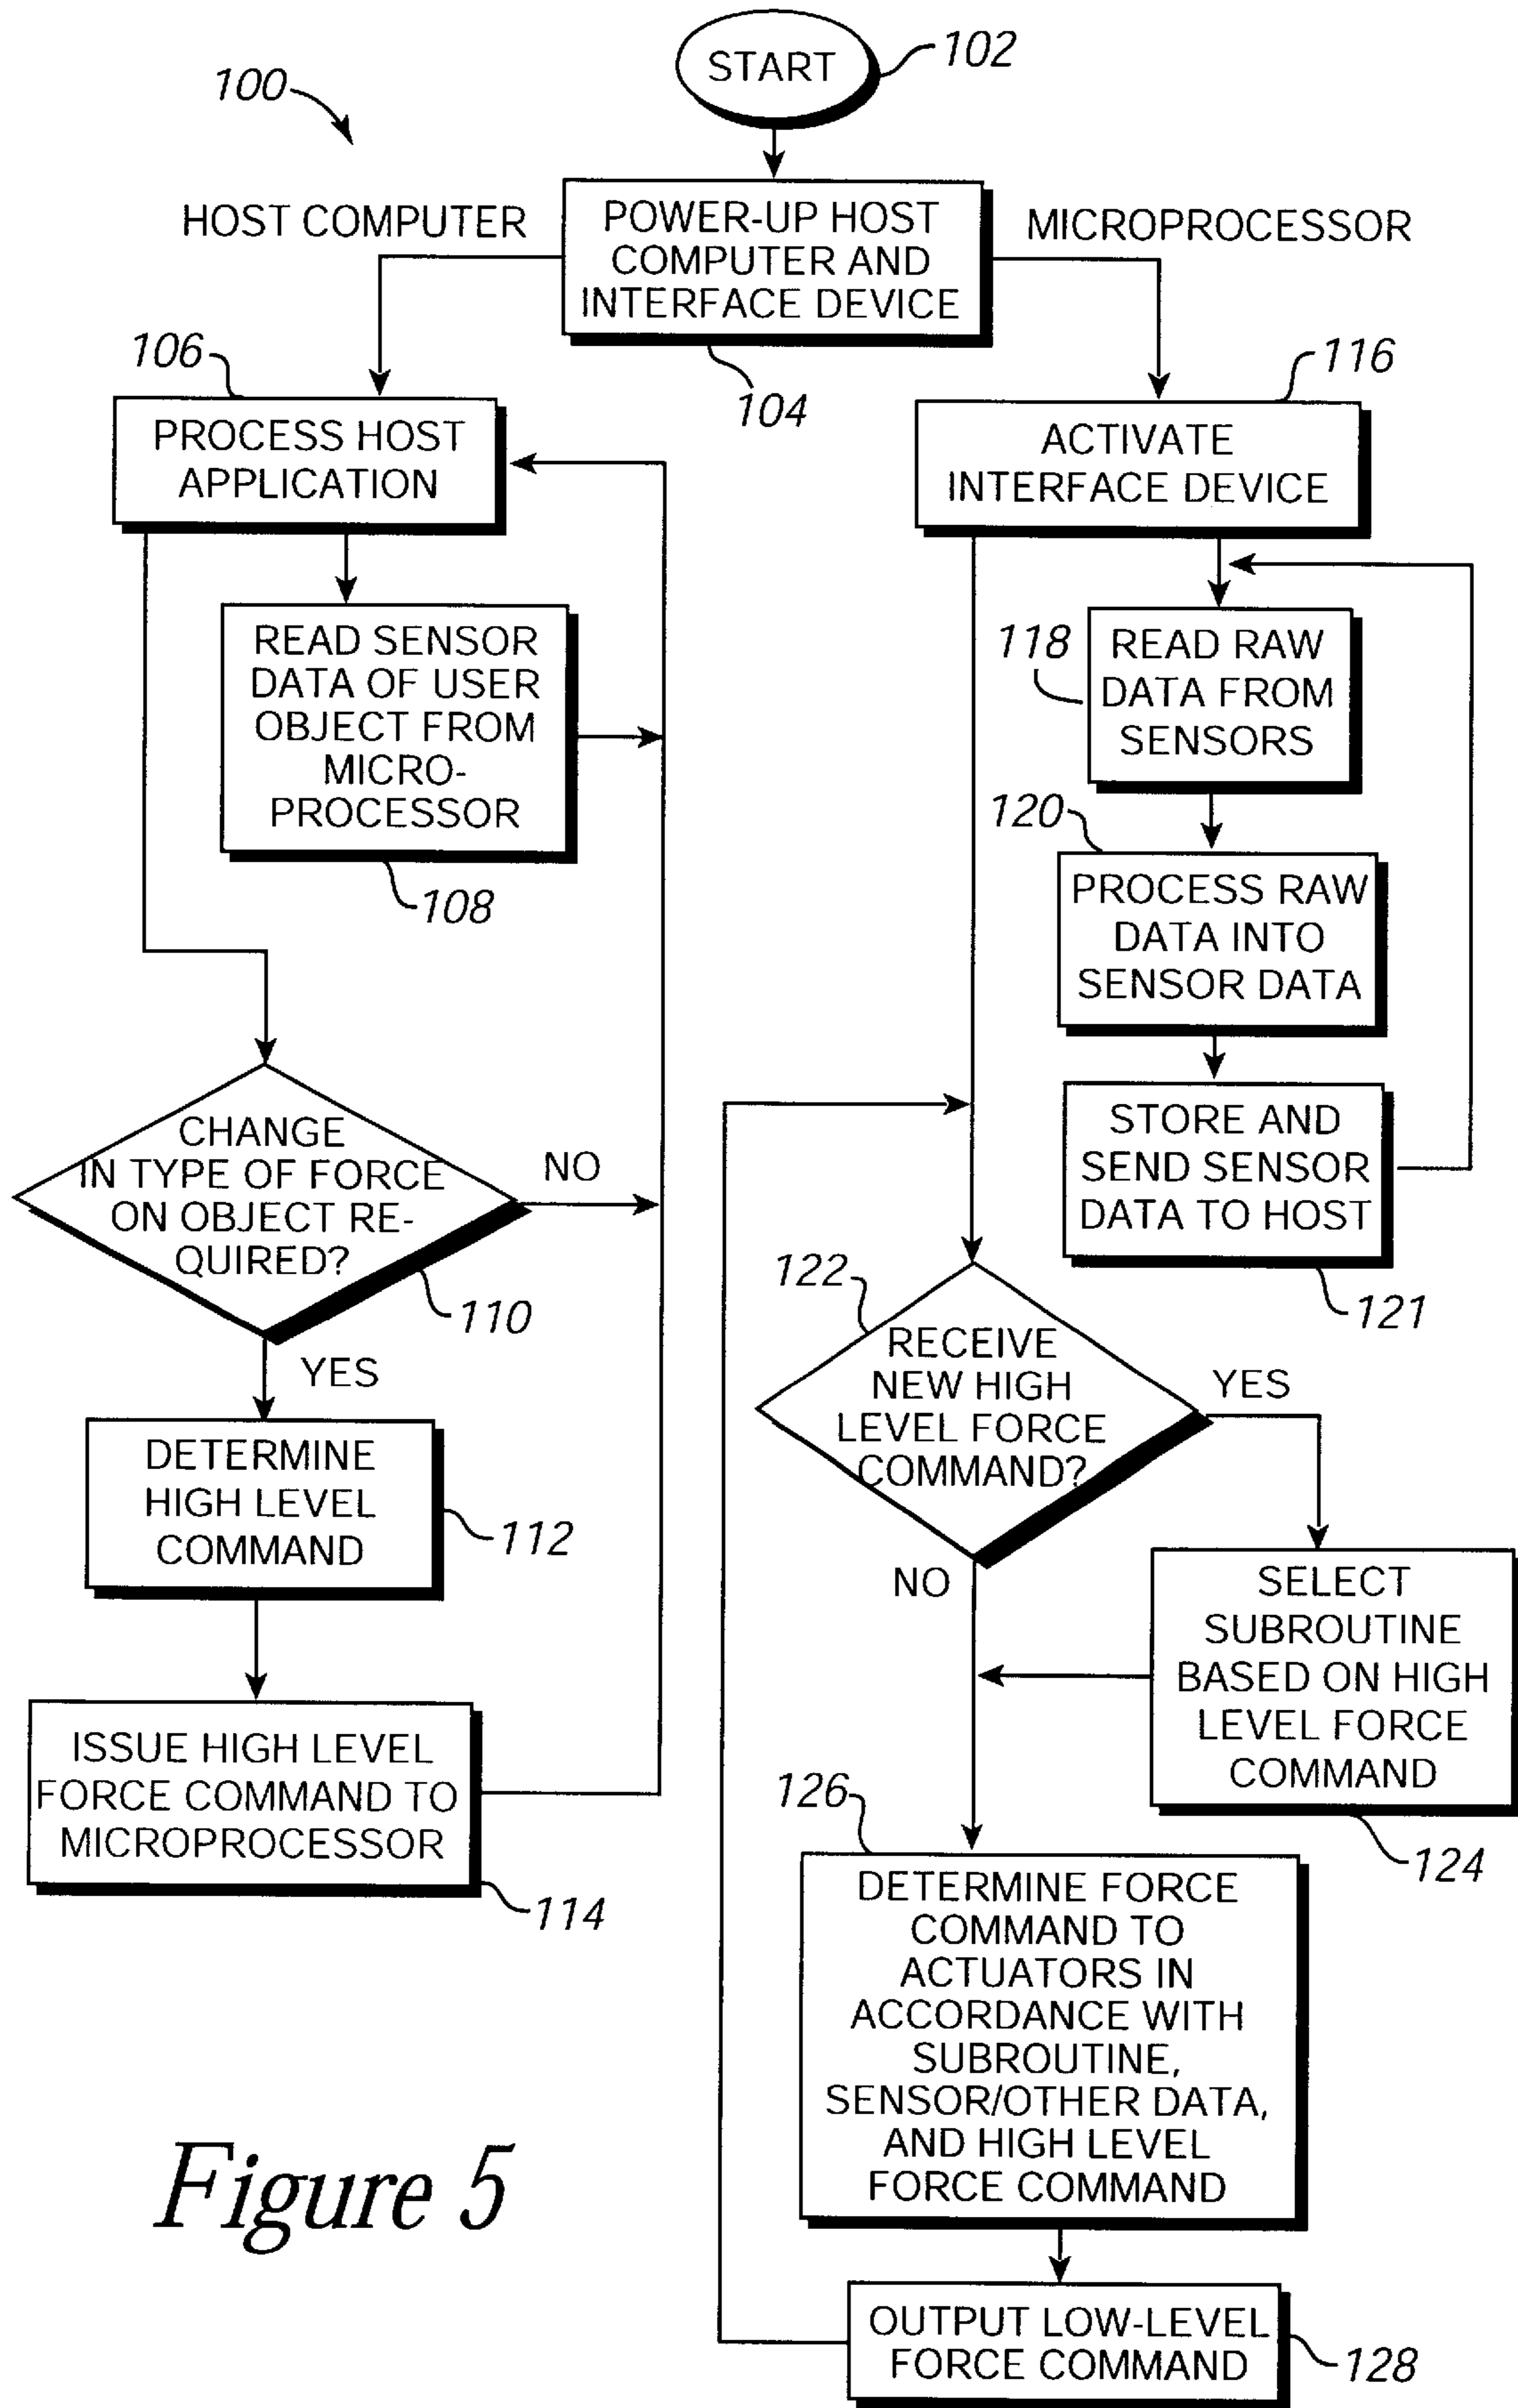 START
102
100
HOST COMPUTER
POWER-UP HOST
COMPUTER AND
INTERFACE DEVICE
MICROPROCESSOR
104
106
PROCESS HOST
APPLICATION
READ SENSOR
DATA OF USER
OBJECT FROM
MICRO-
PROCESSOR
108
CHANGE
IN TYPE OF FORCE
ON OBJECT RE-
QUIRED?
NO
110
YES
DETERMINE
HIGH LEVEL
COMMAND
112
ISSUE HIGH LEVEL
FORCE COMMAND TO
MICROPROCESSOR
114
116
ACTIVATE
INTERFACE DEVICE
118
READ RAW
DATA FROM
SENSORS
120
PROCESS RAW
DATA INTO
SENSOR DATA
STORE AND
SEND SENSOR
DATA TO HOST
121
122
RECEIVE
NEW HIGH
LEVEL FORCE
COMMAND?
YES
NO
SELECT
SUBROUTINE
BASED ON HIGH
LEVEL FORCE
COMMAND
124
126
DETERMINE FORCE
COMMAND TO
ACTUATORS IN
ACCORDANCE WITH
SUBROUTINE,
SENSOR/OTHER DATA,
AND HIGH LEVEL
FORCE COMMAND
OUTPUT LOW-LEVEL
FORCE COMMAND
128
Figure 5